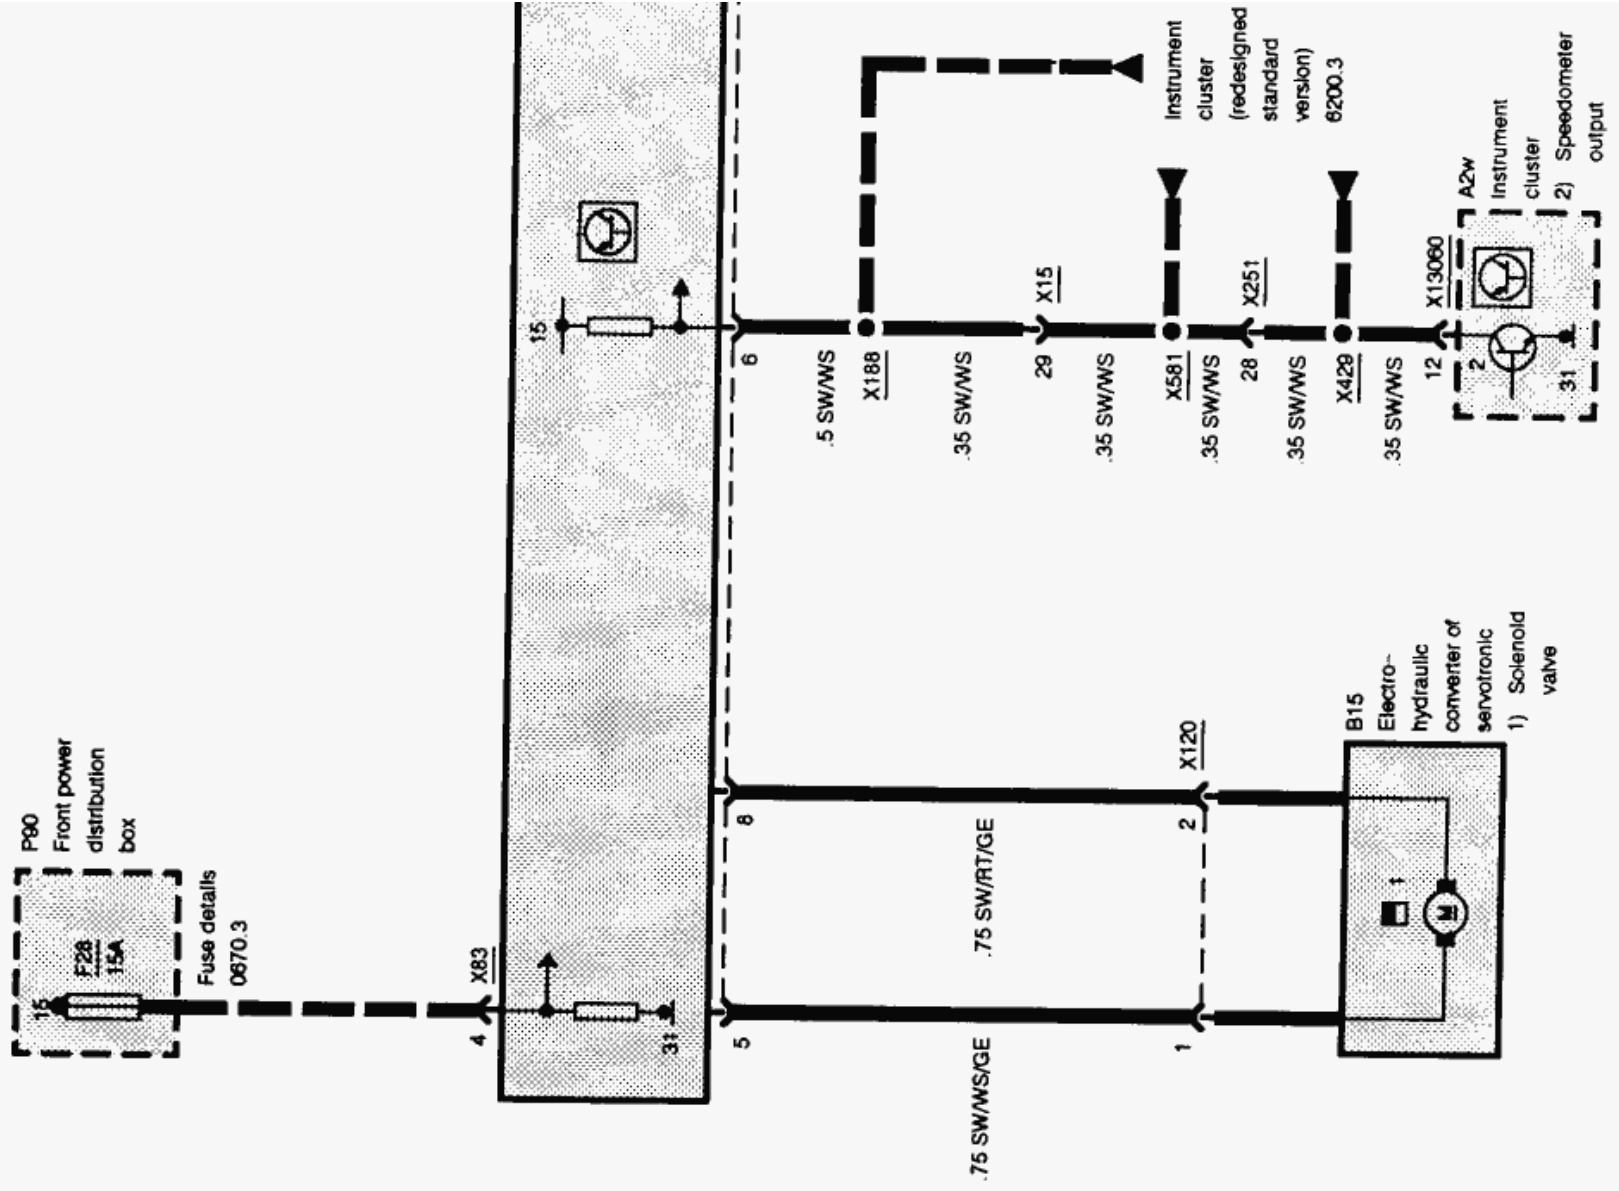 P90
Front power
distribution
box
15
F28
15A
Fuse details
0670.3
4
X83
31
15
5
.75 SW/WS/GE
1
8
.75 SW/RT/GE
2
X120
B15
Electro-
hydraulic
converter of
servotronic
1) Solenoid
valve
1
M
6
.5 SW/WS
X188
.35 SW/WS
29
X15
.35 SW/WS
X581
.35 SW/WS
28
X251
.35 SW/WS
X429
.35 SW/WS
12
X13060
Instrument
cluster
(redesigned
standard
version)
6200.3
2
31
A2w
Instrument
cluster
2) Speedometer
output